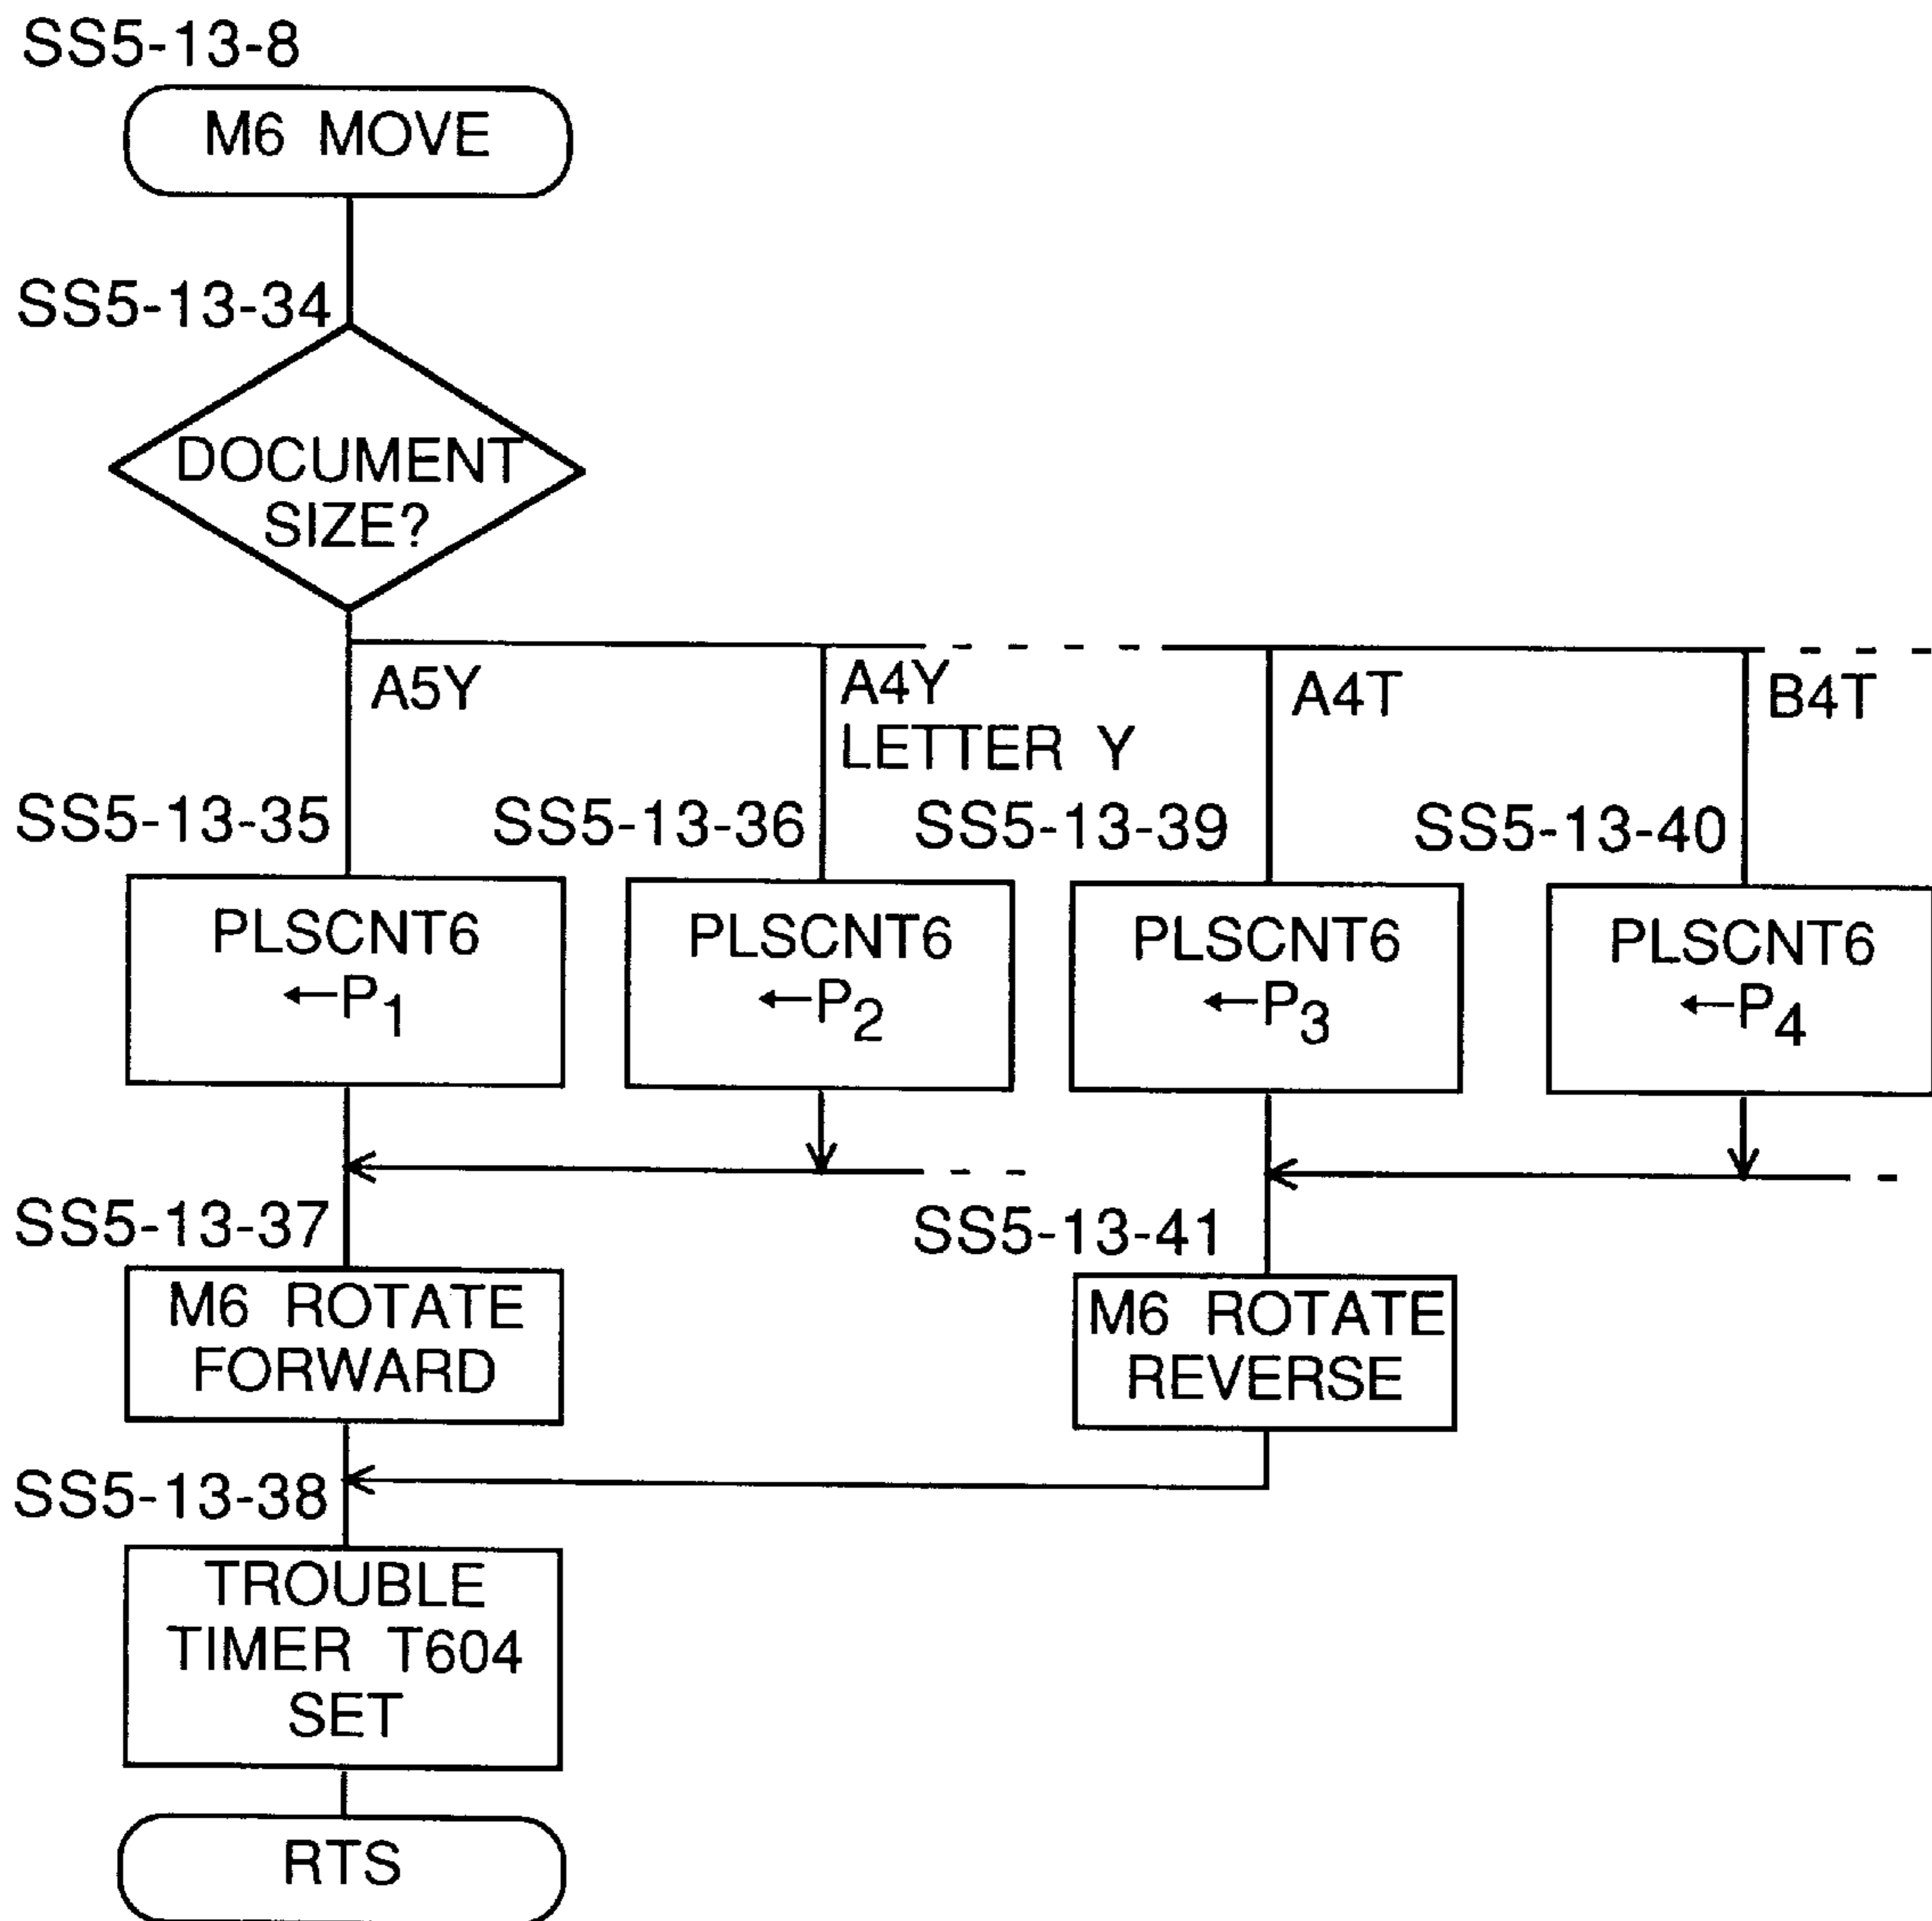 SS5-13-8
M6 MOVE
SS5-13-34
DOCUMENT
SIZE?
A5Y
A4Y
LETTER Y
A4T
B4T
SS5-13-35
SS5-13-36
SS5-13-39
SS5-13-40
PLSCNT6
←P1
PLSCNT6
←P2
PLSCNT6
←P3
PLSCNT6
←P4
SS5-13-37
SS5-13-41
M6 ROTATE
FORWARD
M6 ROTATE
REVERSE
SS5-13-38
TROUBLE
TIMER T604
SET
RTS